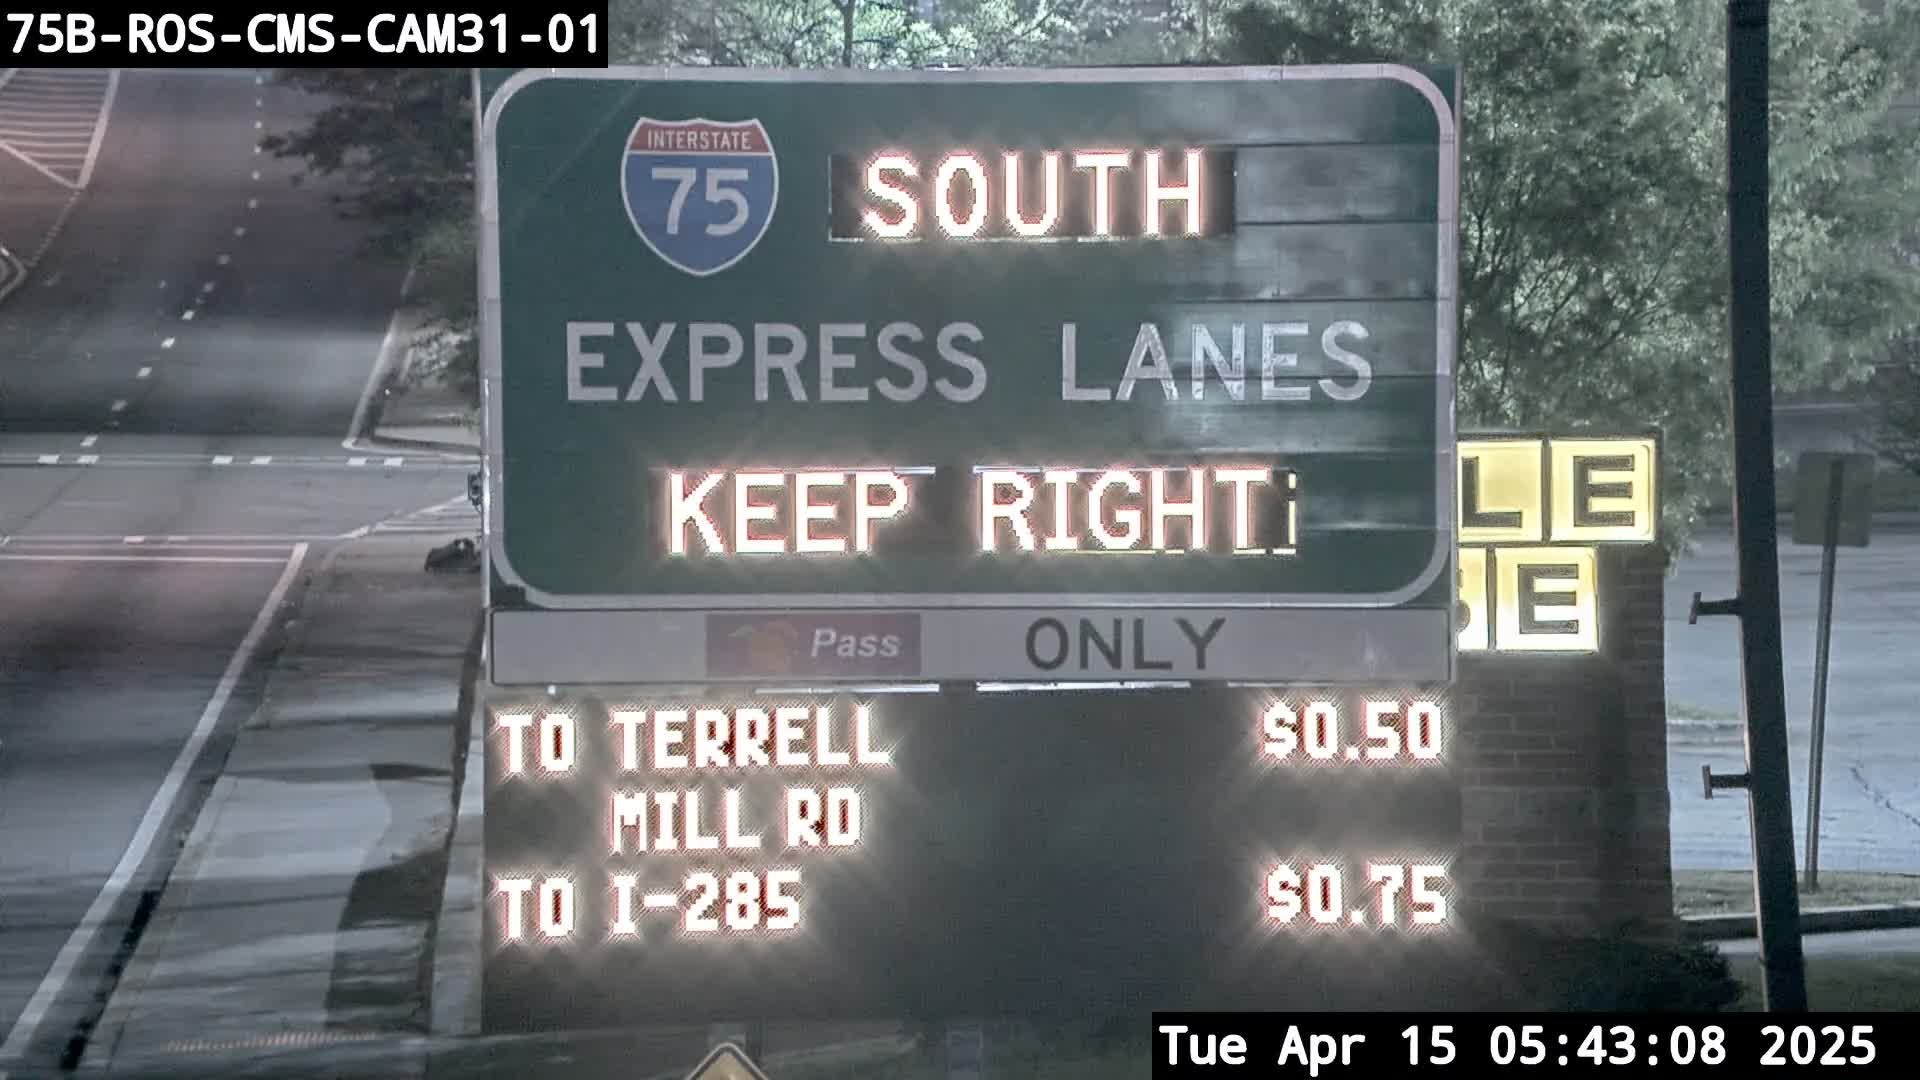 75B-ROS-CMS-CAM31-01
INTERSTATE
75
SOUTH
EXPRESS LANES
KEEP RIGHT
LE
E
Pass ONLY
TO TERRELL $0.50
MILL RD
TO I-285 $0.75
Tue Apr 15 05:43:08 2025